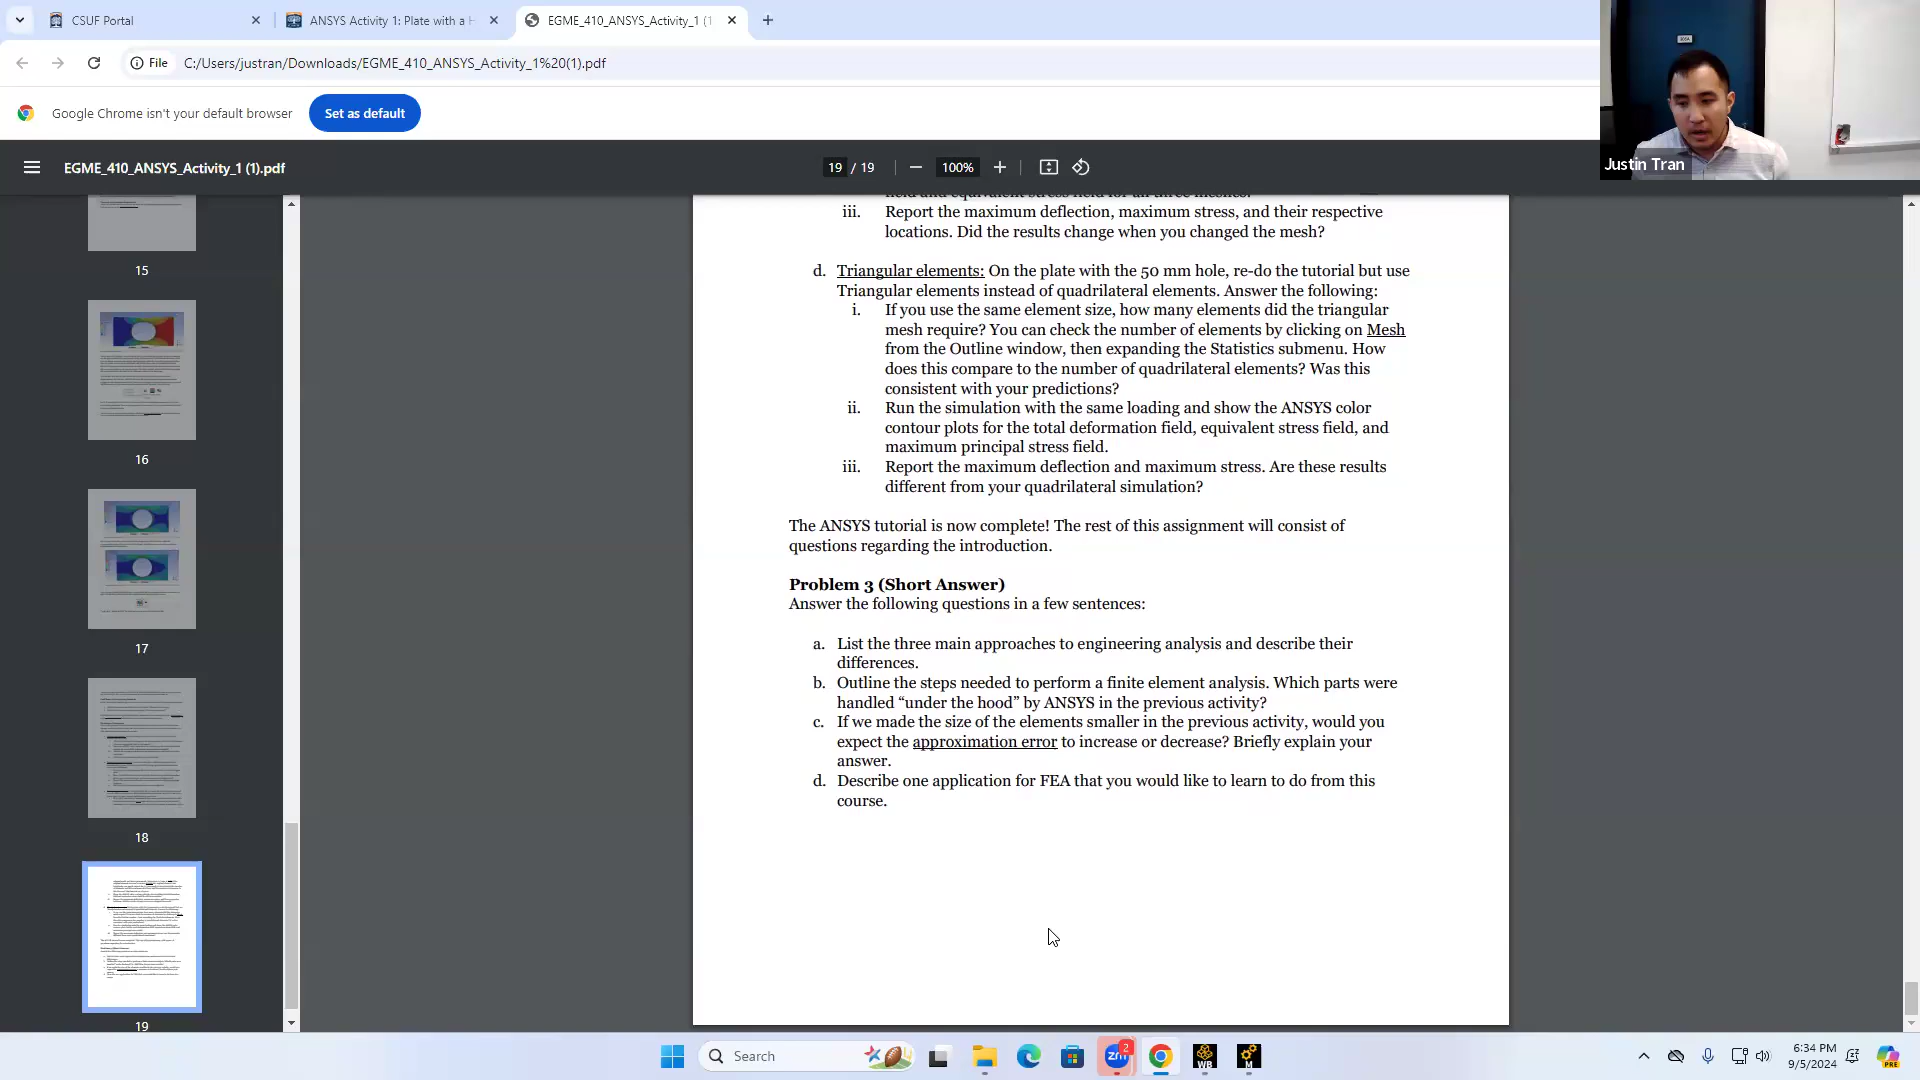 CSUF Portal
ANSYS Activity 1: Plate with a H
EGME_410_ANSYS_Activity_1 (1
File
C:/Users/justran/Downloads/EGME_410_ANSYS_Activity_1%20(1).pdf
Google Chrome isn't your default browser
Set as default
EGME_410_ANSYS_Activity_1 (1).pdf
19 / 19
100%
Justin Tran
15
16
17
18
19
iii. Report the maximum deflection, maximum stress, and their respective
locations. Did the results change when you changed the mesh?
d. Triangular elements: On the plate with the 50 mm hole, re-do the tutorial but use
Triangular elements instead of quadrilateral elements. Answer the following:
i. If you use the same element size, how many elements did the triangular
mesh require? You can check the number of elements by clicking on Mesh
from the Outline window, then expanding the Statistics submenu. How
does this compare to the number of quadrilateral elements? Was this
consistent with your predictions?
ii. Run the simulation with the same loading and show the ANSYS color
contour plots for the total deformation field, equivalent stress field, and
maximum principal stress field.
iii. Report the maximum deflection and maximum stress. Are these results
different from your quadrilateral simulation?
The ANSYS tutorial is now complete! The rest of this assignment will consist of
questions regarding the introduction.
Problem 3 (Short Answer)
Answer the following questions in a few sentences:
a. List the three main approaches to engineering analysis and describe their
differences.
b. Outline the steps needed to perform a finite element analysis. Which parts were
handled “under the hood” by ANSYS in the previous activity?
c. If we made the size of the elements smaller in the previous activity, would you
expect the approximation error to increase or decrease? Briefly explain your
answer.
d. Describe one application for FEA that you would like to learn to do from this
course.
Search
zm
2
WB
M
6:34 PM
9/5/2024
PRE